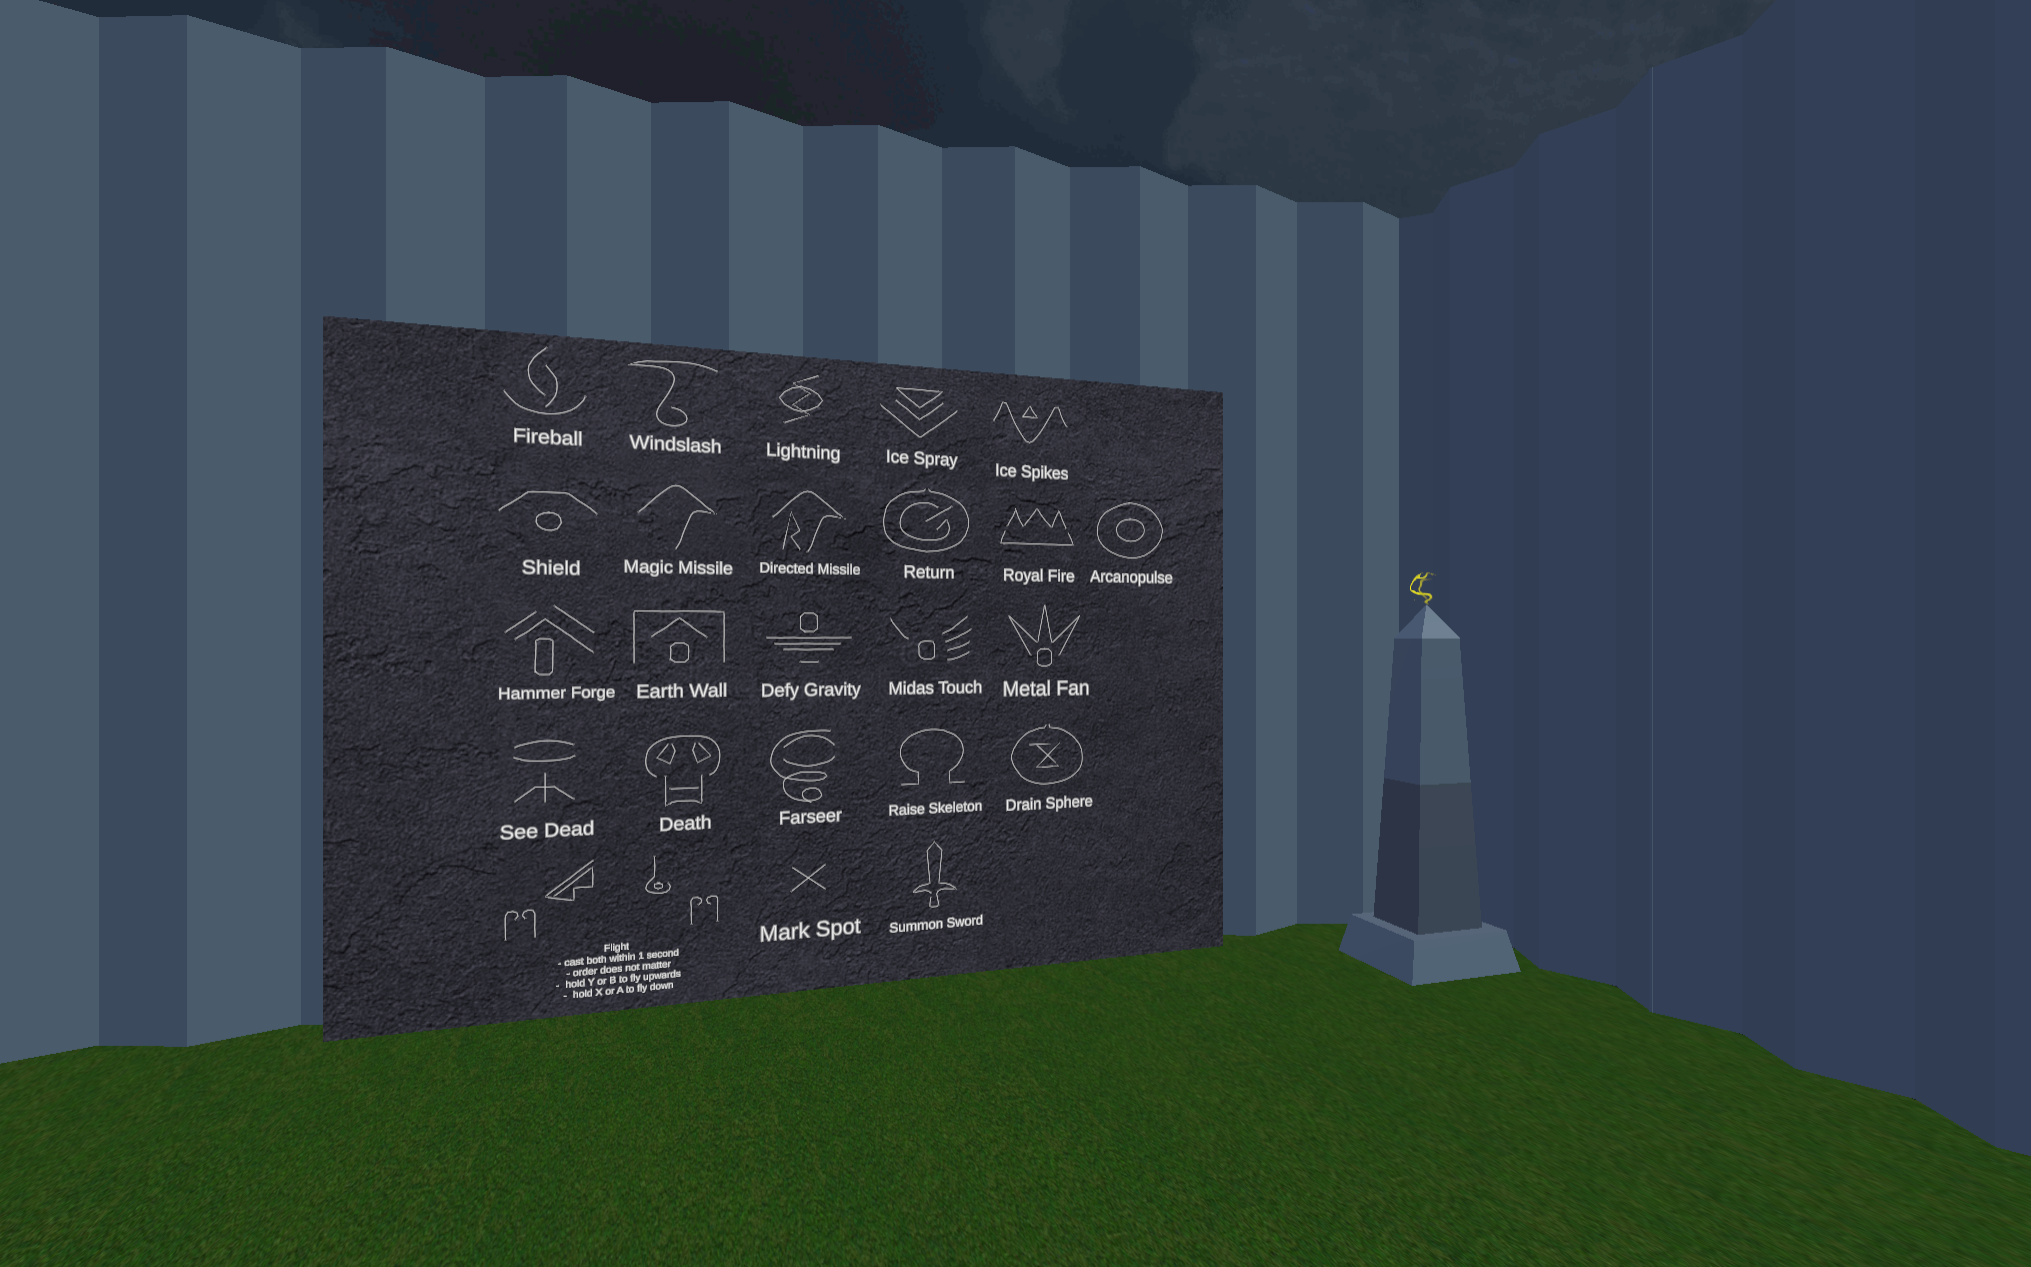 Fireball
Windslash
Lightning
Ice Spray
Ice Spikes
Shield
Magic Missile
Directed Missile
Return
Royal Fire
Arcanopulse
Hammer Forge
Earth Wall
Defy Gravity
Midas Touch
Metal Fan
See Dead
Death
Farseer
Raise Skeleton
Drain Sphere
Flight
- cast both within 1 second
- order does not matter
- hold Y or B to fly upwards
- hold X or A to fly down
Mark Spot
Summon Sword